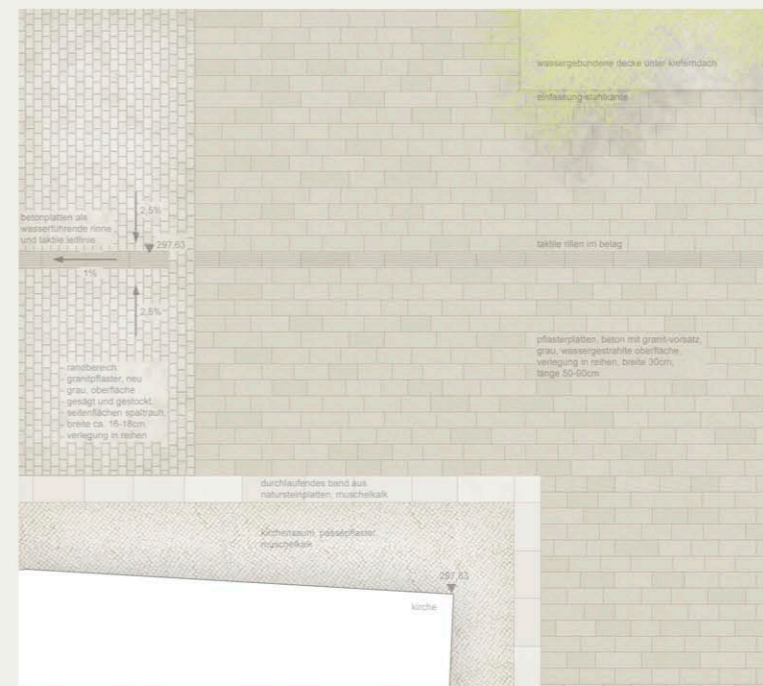 wassergebundene decke unter kieferndach
einfassung stahlkante
betonplatten als
wasserführende rinne
und taktile leitlinie
2,5%
297,63
taktile rillen im belag
1%
2,5%
pflasterplatten, beton mit granit-vorsatz,
grau, wassergestrahlte oberfläche,
verlegung in reihen, breite 30cm,
länge 50-90cm
randbereich
granitpflaster, neu
grau, oberfläche
gesägt und gestockt,
seitenflächen spaltrauh,
breite ca. 16-18cm
verlegung in reihen
durchlaufendes band aus
natursteinplatten, muschelkalk
kirchensaum, passepflaster,
muschelkalk
297,63
kirche